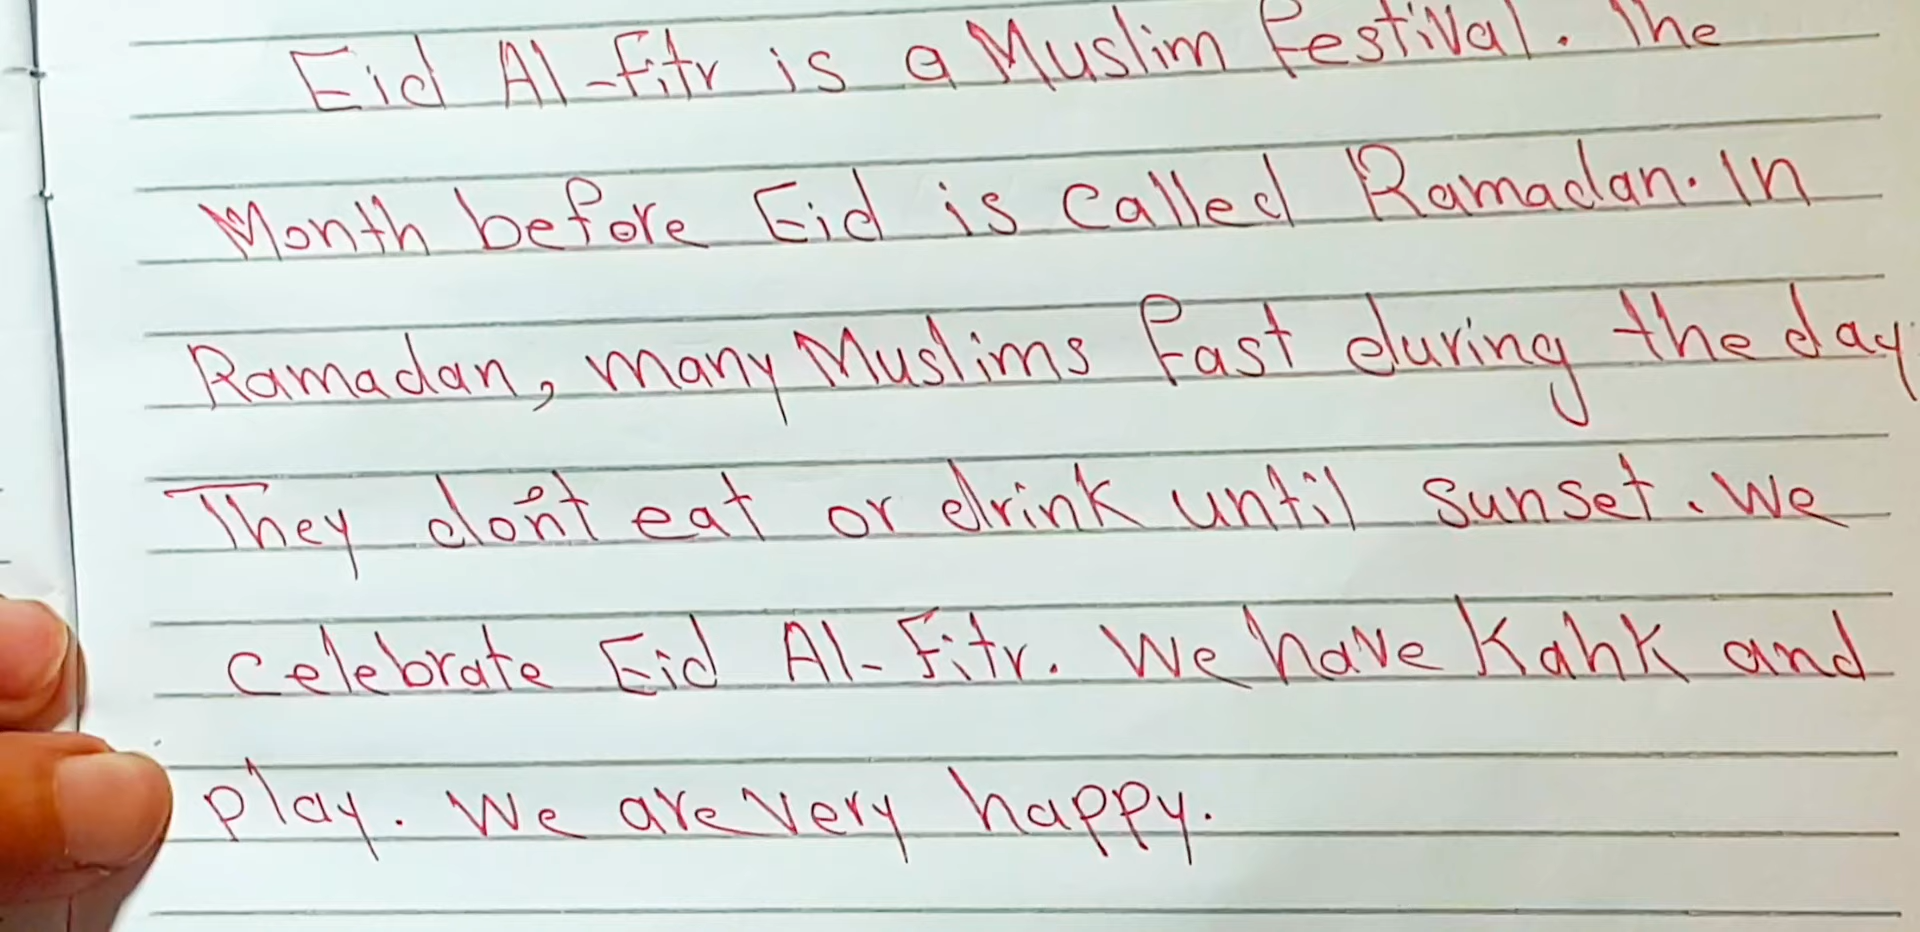 Eid Al-Fitr is a Muslim festival. The
Month before Eid is called Ramadan. In
Ramadan, many Muslims fast during the day.
They don't eat or drink until sunset. We
celebrate Eid Al-Fitr. We have Kahk and
play. We are very happy.